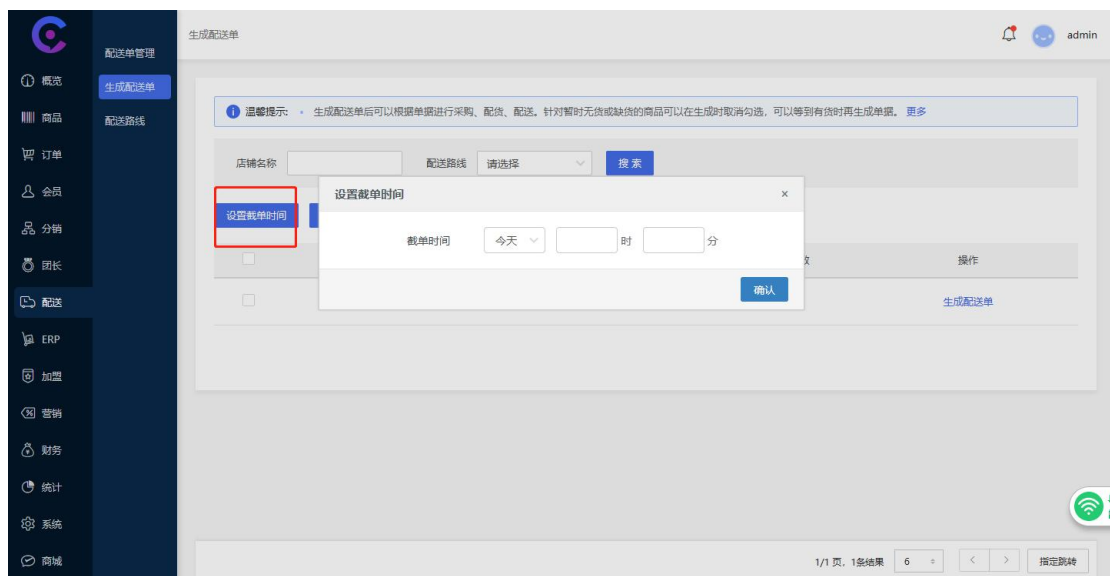 生成配送单
admin
配送单管理
生成配送单
配送路线
概览
商品
订单
会员
分销
团长
配送
ERP
加盟
营销
财务
统计
系统
商城
温馨提示: • 生成配送单后可以根据单据进行采购、配货、配送。针对暂时无货或缺货的商品可以在生成时取消勾选，可以等到有货时再生成单据。 更多
店铺名称 配送路线 请选择 搜索
设置截单时间
设置截单时间 ×
截单时间 今天 时 分
确认
操作
生成配送单
1/1 页，1条结果 6 指定跳转